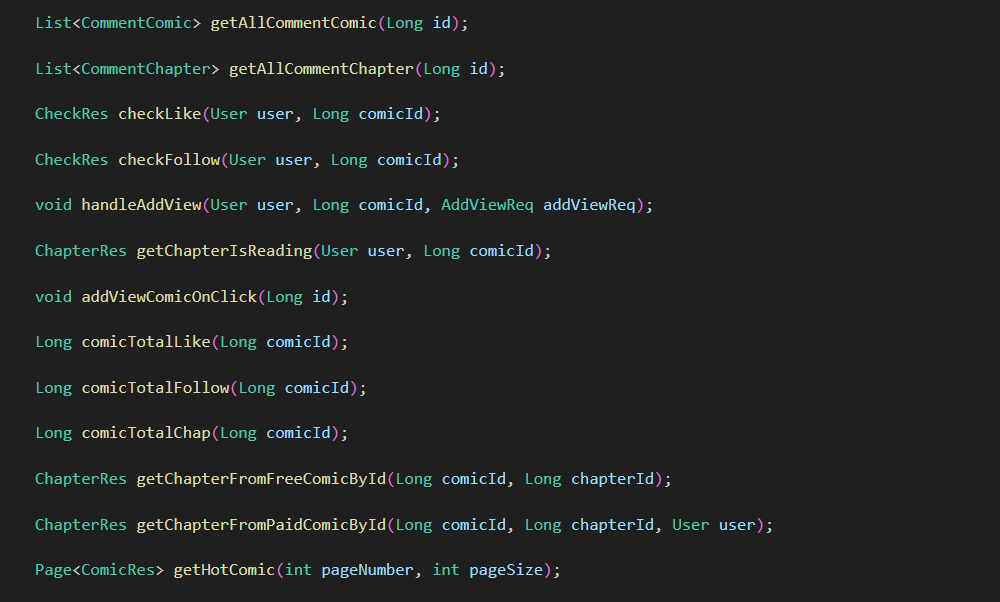 List<CommentComic> getAllCommentComic(Long id);
List<CommentChapter> getAllCommentChapter(Long id);
CheckRes checkLike(User user, Long comicId);
CheckRes checkFollow(User user, Long comicId);
void handleAddView(User user, Long comicId, AddViewReq addViewReq);
ChapterRes getChapterIsReading(User user, Long comicId);
void addViewComicOnClick(Long id);
Long comicTotalLike(Long comicId);
Long comicTotalFollow(Long comicId);
Long comicTotalChap(Long comicId);
ChapterRes getChapterFromFreeComicById(Long comicId, Long chapterId);
ChapterRes getChapterFromPaidComicById(Long comicId, Long chapterId, User user);
Page<ComicRes> getHotComic(int pageNumber, int pageSize);